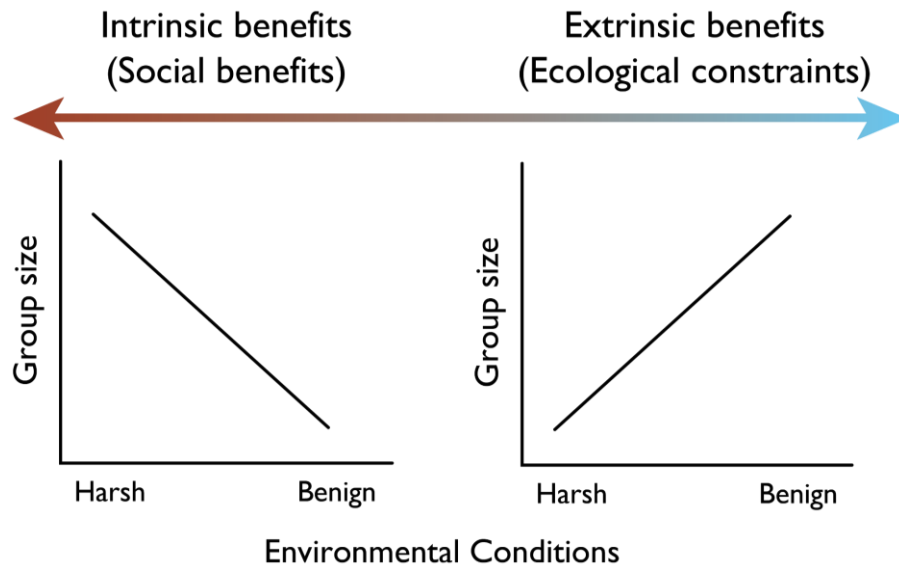 Intrinsic benefits
(Social benefits)
Extrinsic benefits
(Ecological constraints)
Group size
Harsh
Benign
Group size
Harsh
Benign
Environmental Conditions